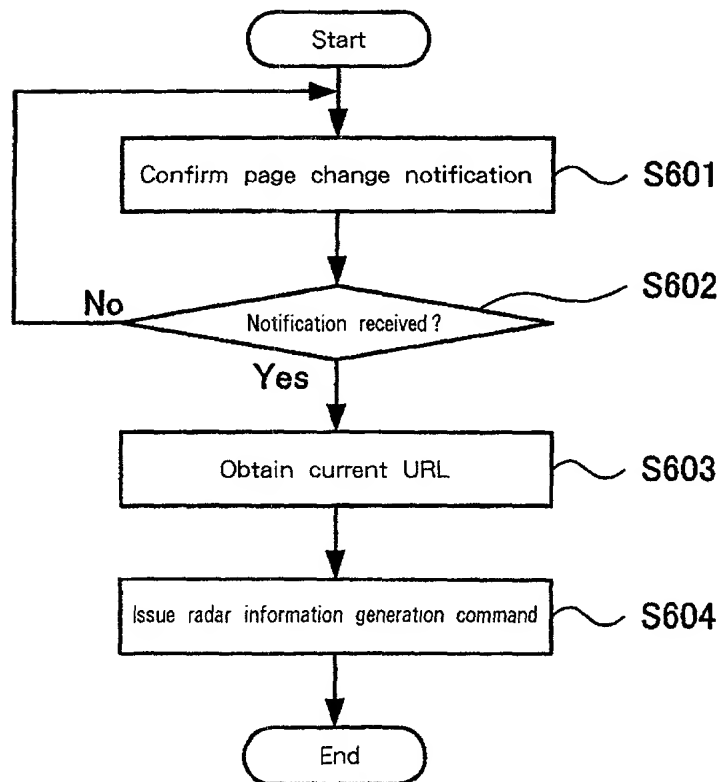 Start
Confirm page change notification
S601
S602
No
Notification received?
Yes
Obtain current URL
S603
Issue radar information generation command
S604
End